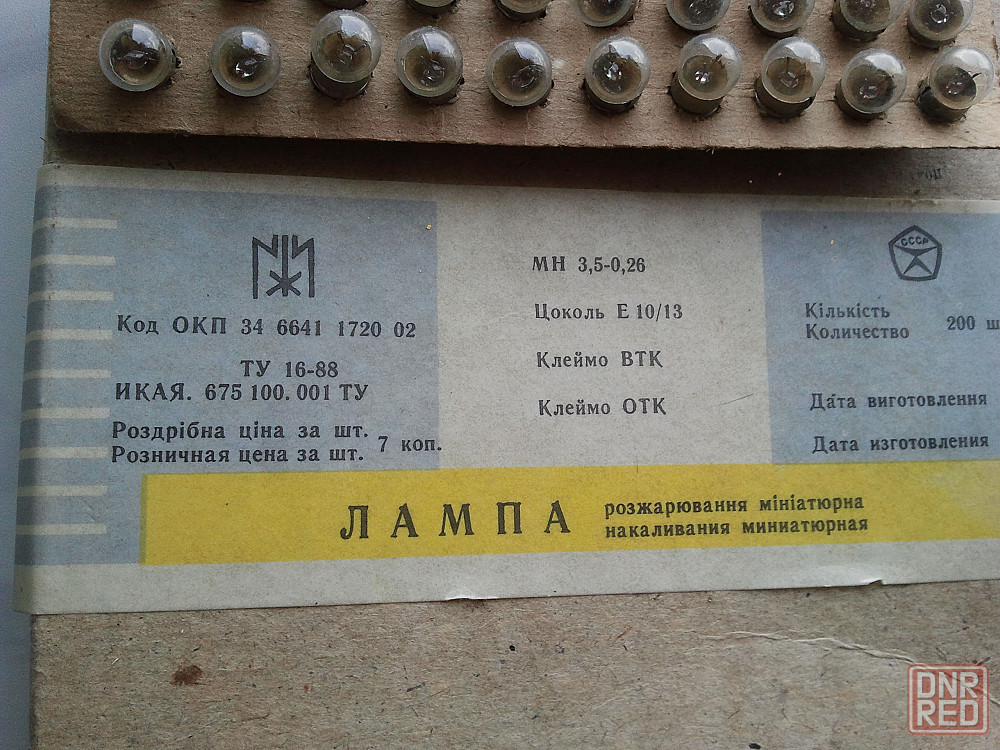 Код ОКП 34 6641 1720 02
ТУ 16-88
ИКАЯ. 675 100. 001 ТУ
Роздрібна ціна за шт.
Розничная цена за шт. 7 коп.
МН 3,5-0,26
Цоколь Е 10/13
Клеймо ВТК
Клеймо ОТК
СССР
Кількість
Количество 200 ш
Дата виготовлення
Дата изготовления
ЛАМПА
розжарювання мініатюрна
накаливания миниатюрная
DNR
RED